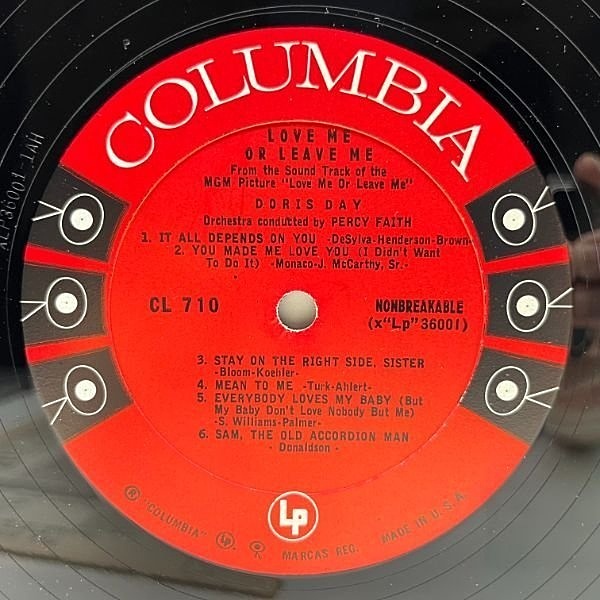 COLUMBIA
LOVE ME
OR LEAVE ME
From the Sound Track of the
MGM Picture "Love Me Or Leave Me"
DORIS DAY
Orchestra conducted by PERCY FAITH
1. IT ALL DEPENDS ON YOU -DeSylva-Henderson-Brown-
2. YOU MADE ME LOVE YOU (I Didn't Want
To Do It) -Monaco-J. McCarthy, Sr.-
CL 710
NONBREAKABLE
(x"Lp"36001)
3. STAY ON THE RIGHT SIDE, SISTER
-Bloom-Koehler-
4. MEAN TO ME -Turk-Ahlert-
5. EVERYBODY LOVES MY BABY (But
My Baby Don't Love Nobody But Me)
-S. Williams-Palmer-
6. SAM, THE OLD ACCORDION MAN
- Donaldson -
Lp
® "COLUMBIA" MARCAS REG. MADE IN U.S.A.
XLP36001 1AH